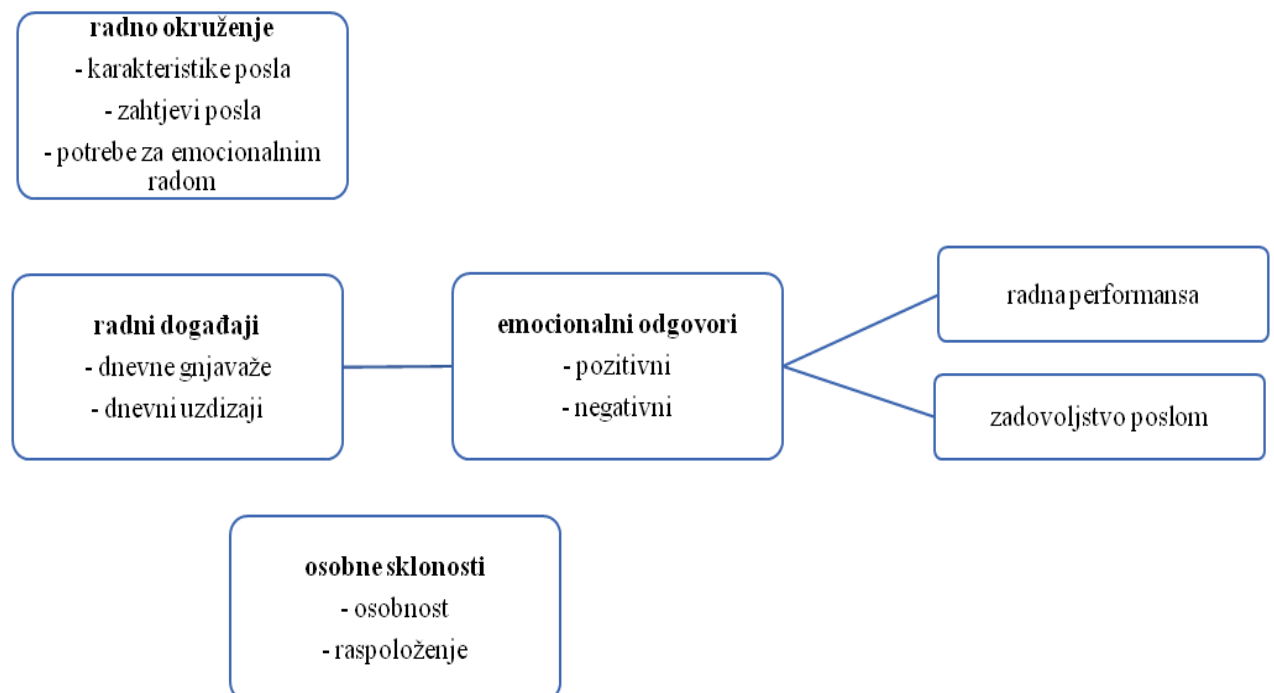 radno okruženje
- karakteristike posla
- zahtjevi posla
- potrebe za emocionalnim
radom
radni događaji
- dnevne gnjavaže
- dnevni uzdizaji
emocionalni odgovori
- pozitivni
- negativni
radna performansa
zadovoljstvo poslom
osobne sklonosti
- osobnost
- raspoloženje